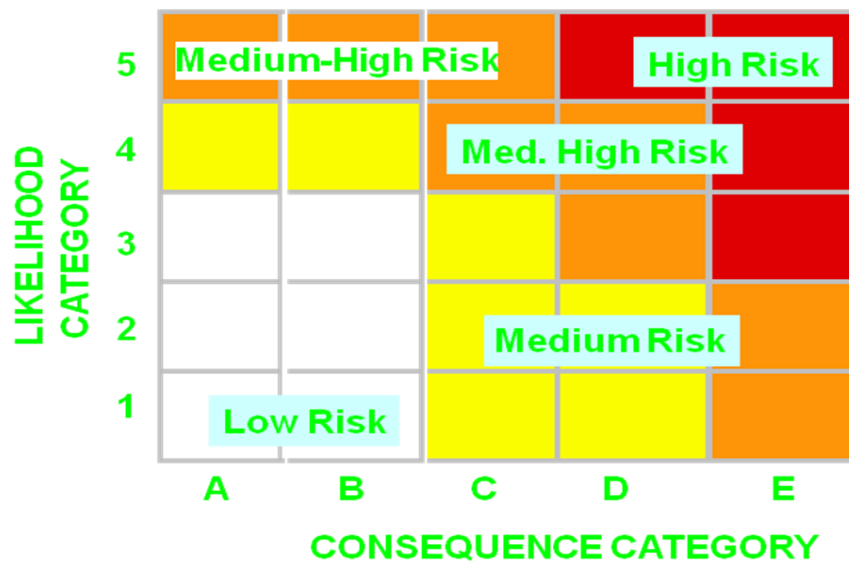 5
Medium-High Risk
High Risk
4
Med. High Risk
3
LIKELIHOOD
CATEGORY
2
Medium Risk
1
Low Risk
A B C D E
CONSEQUENCE CATEGORY